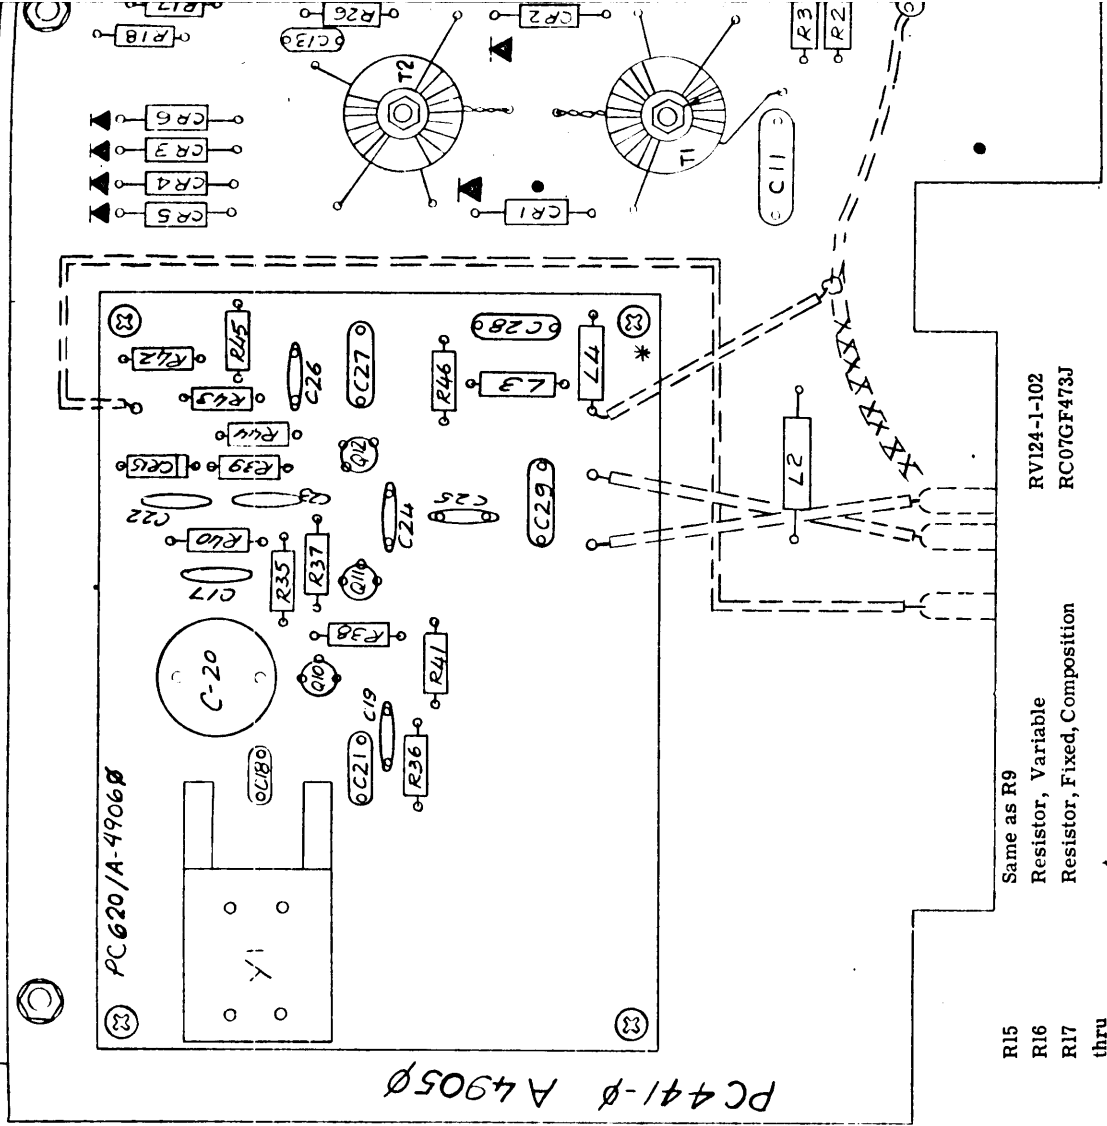 R17
R18
R26
C13
T2
CR2
R3
R2
CR6
CR3
CR4
CR5
CR1
T1
C11
R42
R45
R43
R44
C26
C27
R46
C28
L3
L4
*
CR15
R39
Q12
C22
C23
C24
C25
C29
L2
R40
C17
R35
R37
Q11
R38
R41
C-20
Q10
C19
C18
C21
R36
PC620/A-4906Ø
Y1
PC441-Ø A4905Ø
R15 Same as R9
R16 Resistor, Variable RV124-1-102
R17 Resistor, Fixed, Composition RC07GF473J
thru